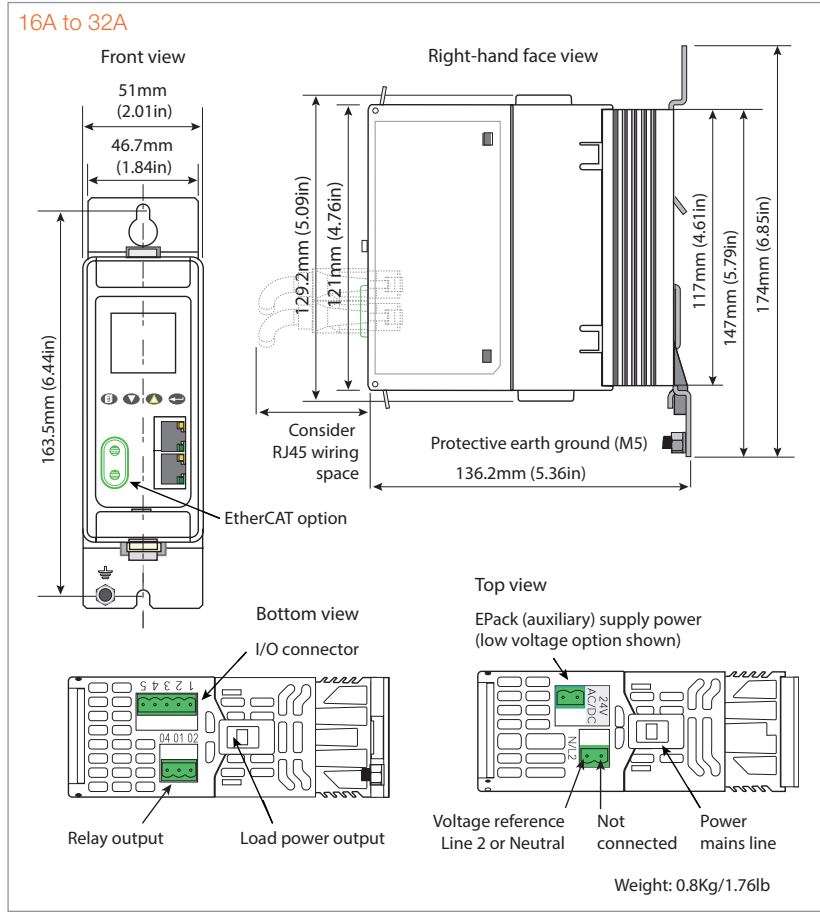 16A to 32A
Front view
Right-hand face view
51mm
(2.01in)
46.7mm
(1.84in)
163.5mm (6.44in)
129.2mm (5.09in)
121mm (4.76in)
117mm (4.61in)
147mm (5.79in)
174mm (6.85in)
Consider
RJ45 wiring
space
Protective earth ground (M5)
136.2mm (5.36in)
EtherCAT option
Bottom view
I/O connector
5 4 3 2 1
04 01 02
Relay output
Load power output
Top view
EPack (auxiliary) supply power
(low voltage option shown)
24V
AC/DC
N/L2
Voltage reference
Line 2 or Neutral
Not
connected
Power
mains line
Weight: 0.8Kg/1.76lb